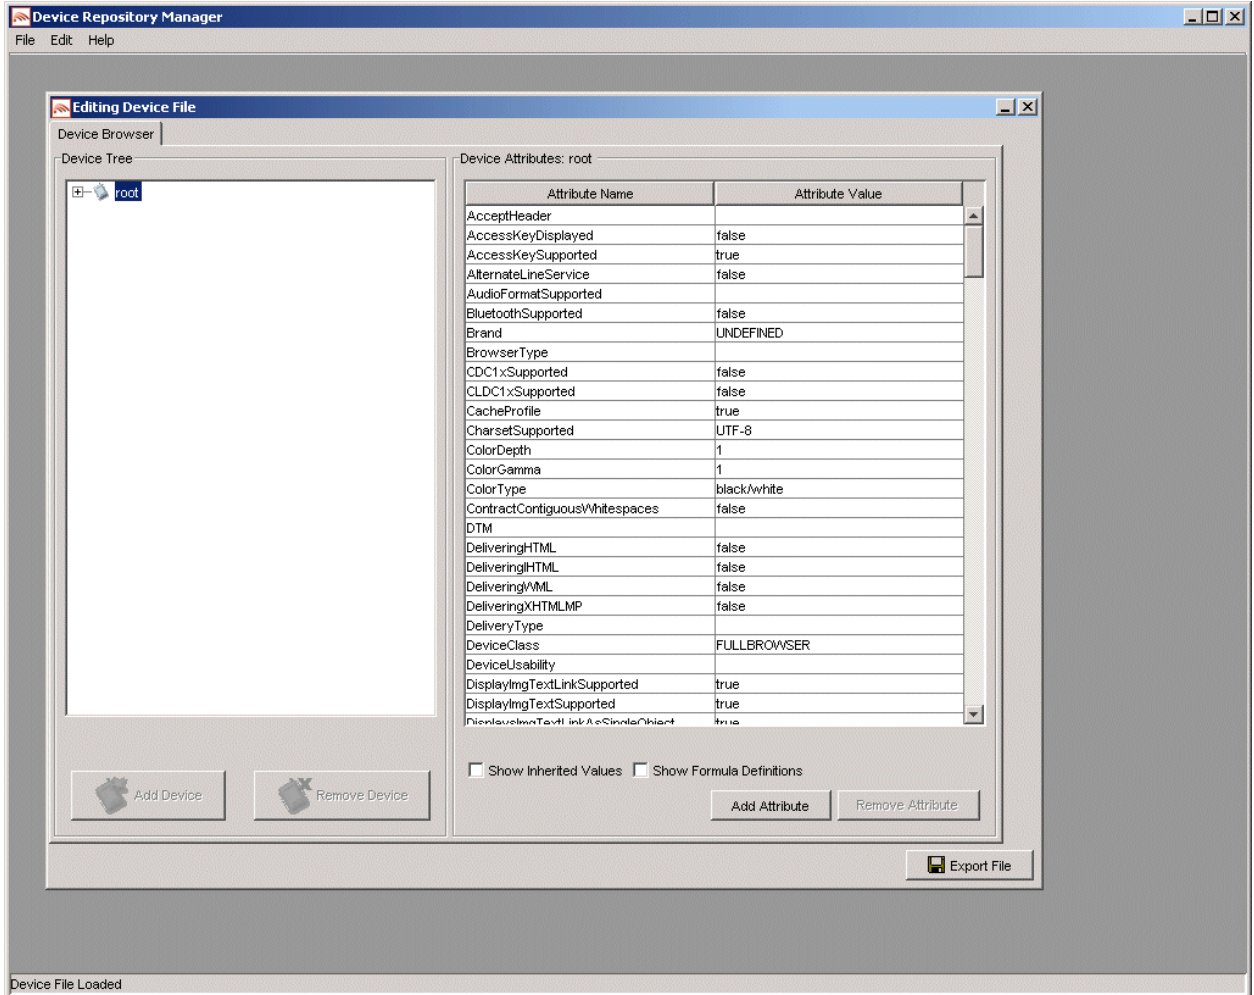 Device Repository Manager
File Edit Help
Editing Device File
Device Browser
Device Tree
root
Add Device
Remove Device
Device Attributes: root
Attribute Name Attribute Value
AcceptHeader
AccessKeyDisplayed false
AccessKeySupported true
AlternateLineService false
AudioFormatSupported
BluetoothSupported false
Brand UNDEFINED
BrowserType
CDC1xSupported false
CLDC1xSupported false
CacheProfile true
CharsetSupported UTF-8
ColorDepth 1
ColorGamma 1
ColorType black/white
ContractContiguousWhitespaces false
DTM
DeliveringHTML false
DeliveringIHTML false
DeliveringWML false
DeliveringXHTMLMP false
DeliveryType
DeviceClass FULLBROWSER
DeviceUsability
DisplayImgTextLinkSupported true
DisplayImgTextSupported true
DisplaysImgTextLinkAsSingleObject true
Show Inherited Values Show Formula Definitions
Add Attribute Remove Attribute
Export File
Device File Loaded